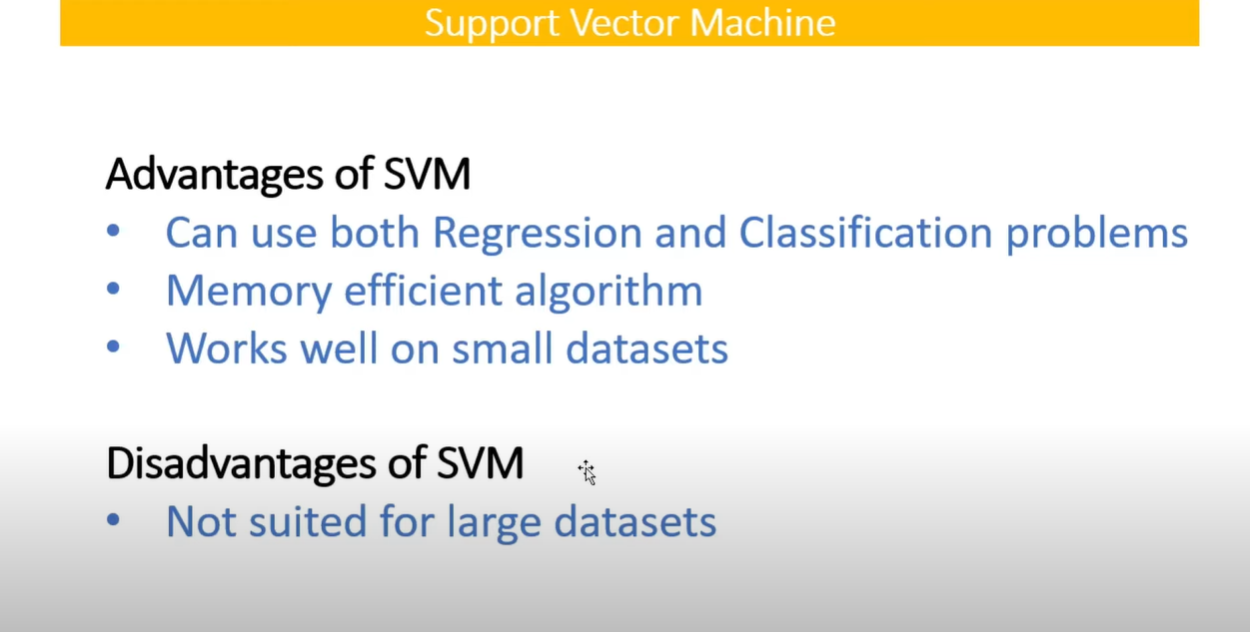 Support Vector Machine
Advantages of SVM
• Can use both Regression and Classification problems
• Memory efficient algorithm
• Works well on small datasets
Disadvantages of SVM
• Not suited for large datasets